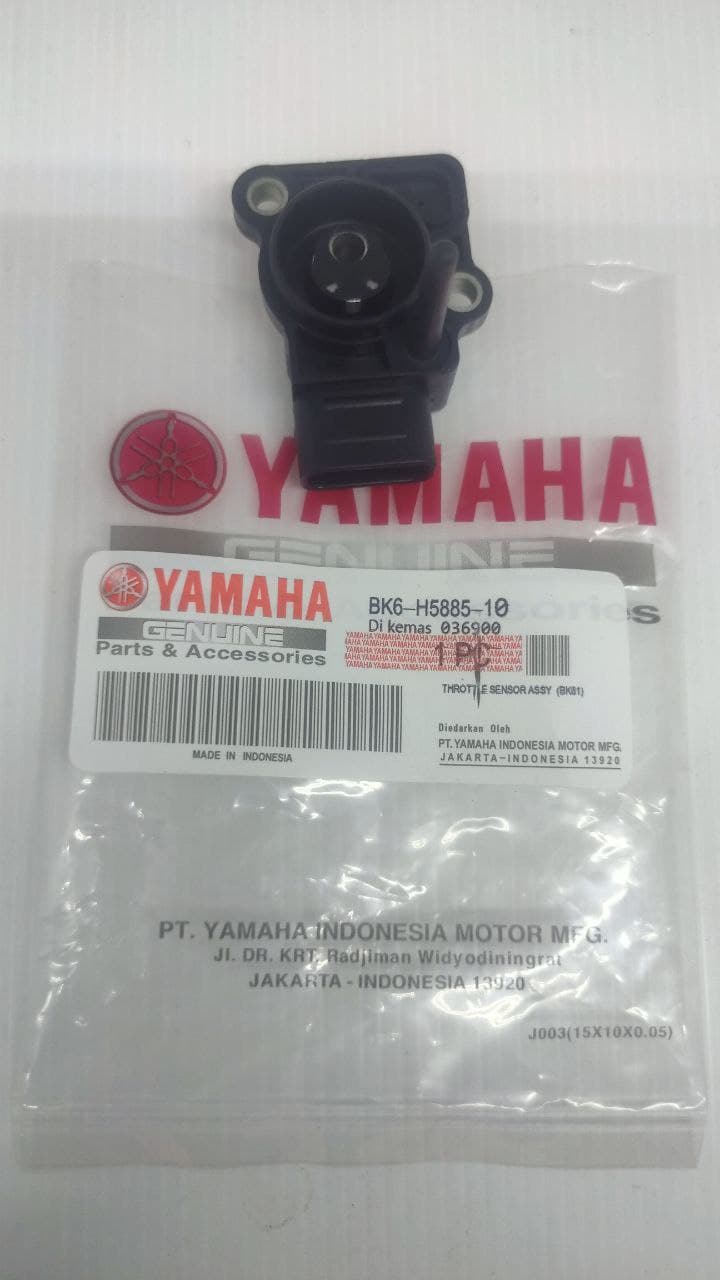 YAMAHA
GENUINE
YAMAHA
GENUINE
Parts & Accessories
MADE IN INDONESIA
BK6-H5885-10
Di kemas 036900
YAMAHAYAMAHAYAMAHAYAMAHAYAMAHA
1 PC
THROTTLE SENSOR ASSY (BK61)
Diedarkan Oleh
PT. YAMAHA INDONESIA MOTOR MFG.
JAKARTA-INDONESIA 13920
PT. YAMAHA INDONESIA MOTOR MFG.
Jl. DR. KRT. Radjiman Widyodiningrat
JAKARTA - INDONESIA 13920
J003(15X10X0.05)